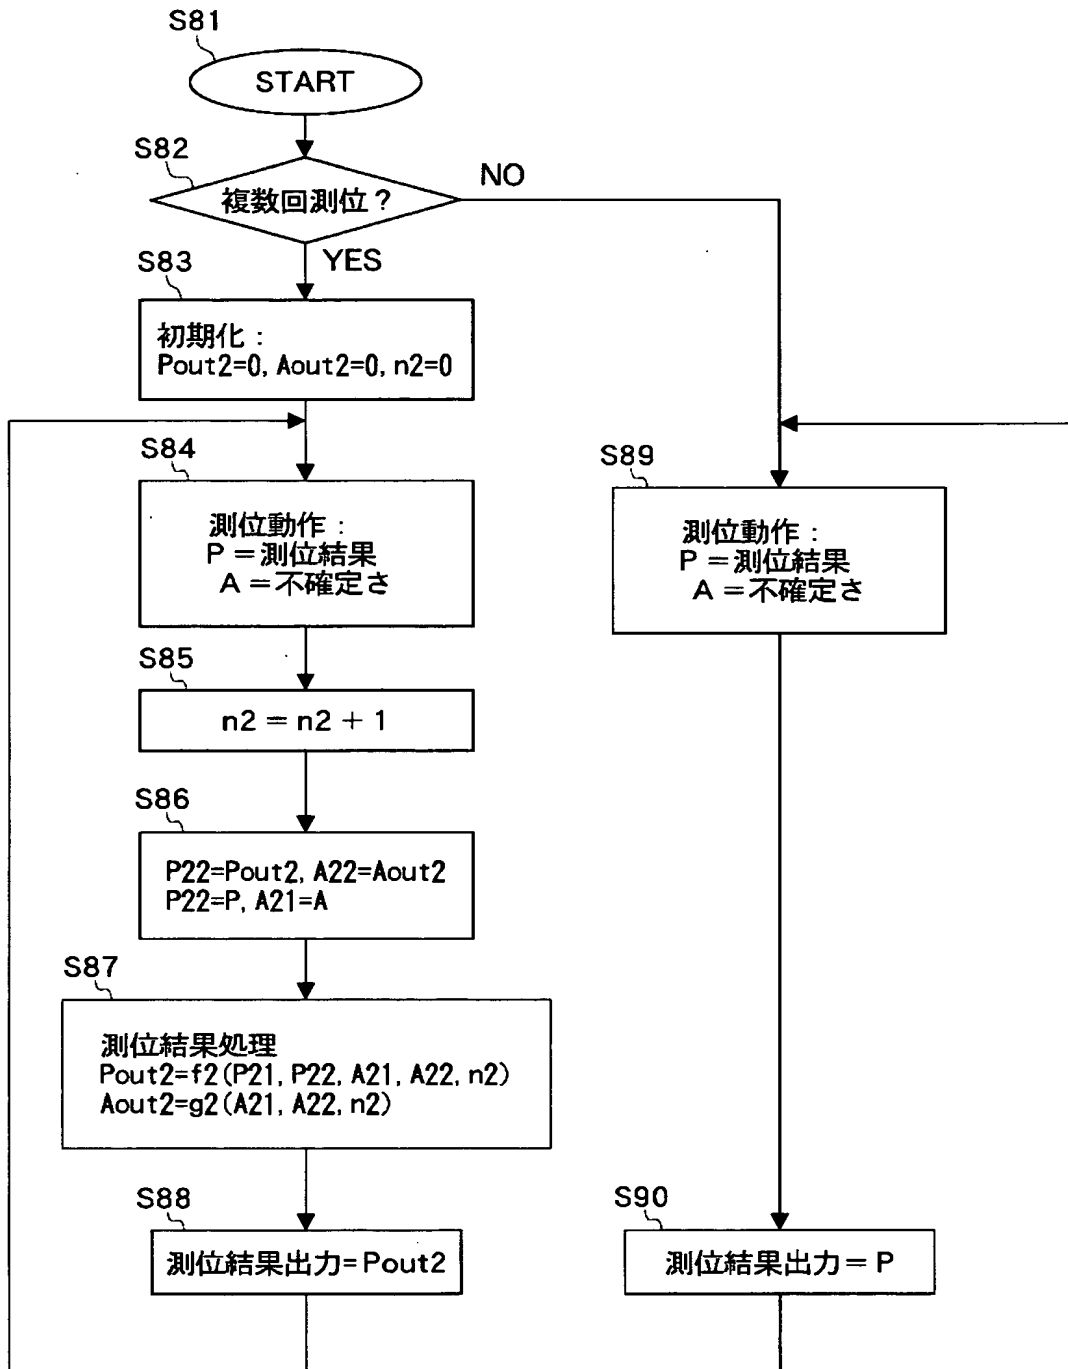 S81
START
S82
複数回測位？
NO
YES
S83
初期化：
Pout2=0, Aout2=0, n2=0
S84
測位動作：
P＝測位結果
A＝不確定さ
S89
測位動作：
P＝測位結果
A＝不確定さ
S85
n2 = n2 + 1
S86
P22=Pout2, A22=Aout2
P22=P, A21=A
S87
測位結果処理
Pout2=f2(P21, P22, A21, A22, n2)
Aout2=g2(A21, A22, n2)
S88
測位結果出力=Pout2
S90
測位結果出力＝P